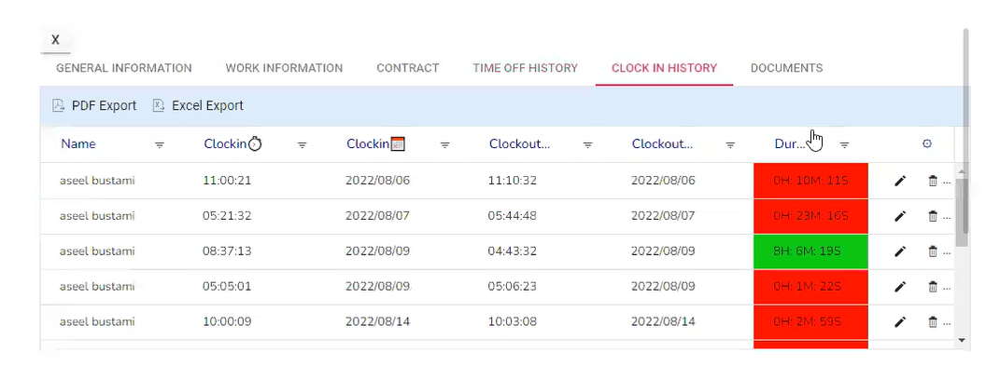 X
GENERAL INFORMATION WORK INFORMATION CONTRACT TIME OFF HISTORY CLOCK IN HISTORY DOCUMENTS
PDF Export Excel Export
Name Clockin Clockin Clockout... Clockout... Dur...
aseel bustami 11:00:21 2022/08/06 11:10:32 2022/08/06 0H: 10M: 11S ...
aseel bustami 05:21:32 2022/08/07 05:44:48 2022/08/07 0H: 23M: 16S ...
aseel bustami 08:37:13 2022/08/09 04:43:32 2022/08/09 8H: 6M: 19S ...
aseel bustami 05:05:01 2022/08/09 05:06:23 2022/08/09 0H: 1M: 22S ...
aseel bustami 10:00:09 2022/08/14 10:03:08 2022/08/14 0H: 2M: 59S ...